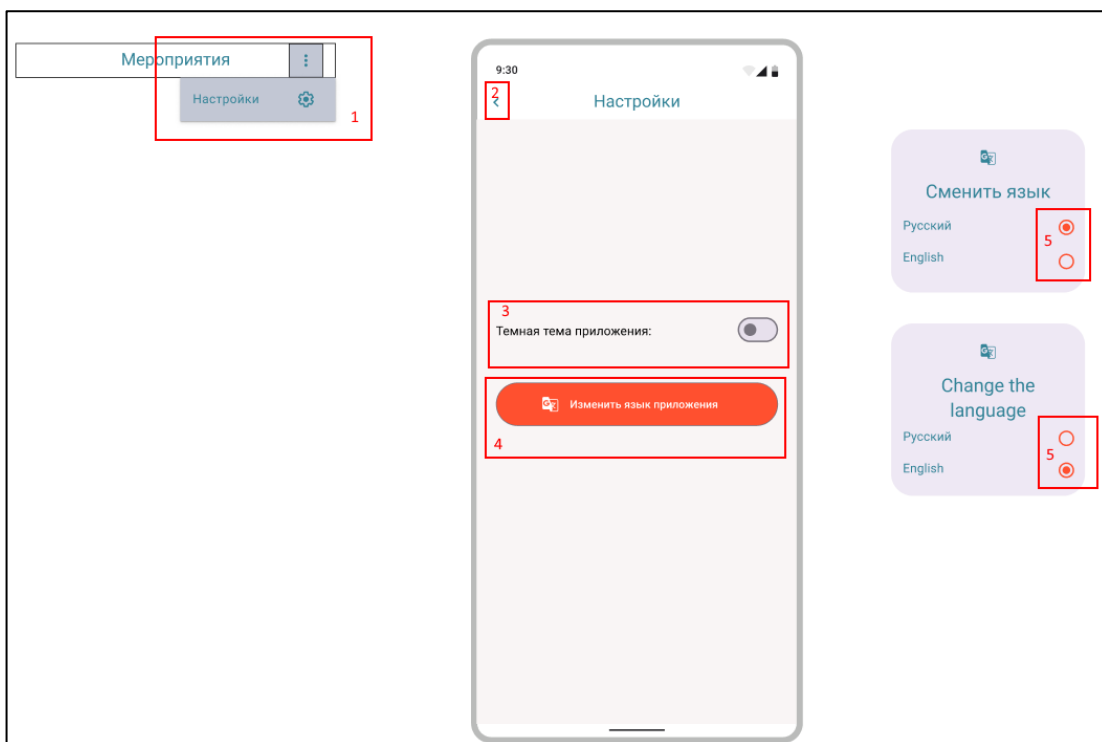 Мероприятия
Настройки
1
9:30
2
Настройки
3
Темная тема приложения:
Изменить язык приложения
4
Сменить язык
Русский
5
English
Change the
language
Русский
5
English